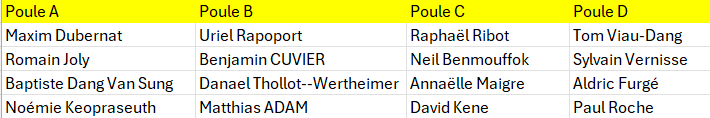 Poule A Poule B Poule C Poule D
Maxim Dubernat Uriel Rapoport Raphaël Ribot Tom Viau-Dang
Romain Joly Benjamin CUVIER Neil Benmouffok Sylvain Vernisse
Baptiste Dang Van Sung Danael Thollot--Wertheimer Annaëlle Maigre Aldric Furgé
Noémie Keopraseuth Matthias ADAM David Kene Paul Roche